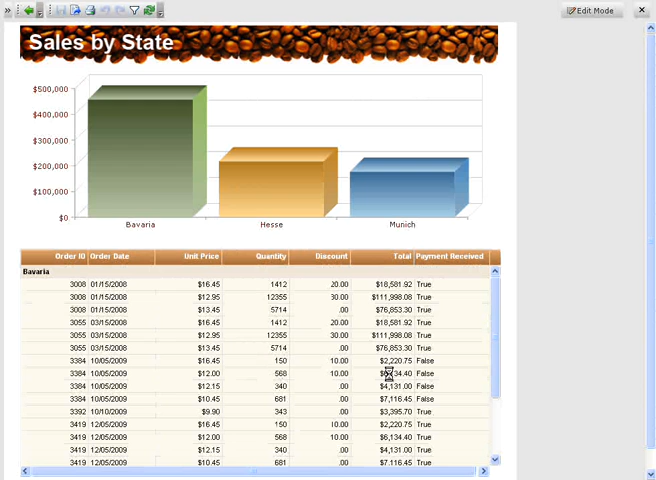 » Edit Mode ✕
Sales by State
$500,000
$400,000
$300,000
$200,000
$100,000
$0
Bavaria Hesse Munich
Order ID Order Date Unit Price Quantity Discount Total Payment Received
Bavaria
3008 01/15/2008 $16.45 1412 20.00 $18,581.92 True
3008 01/15/2008 $12.95 12355 30.00 $111,998.08 True
3008 01/15/2008 $13.45 5714 .00 $76,853.30 True
3055 03/15/2008 $16.45 1412 20.00 $18,581.92 True
3055 03/15/2008 $12.95 12355 30.00 $111,998.08 True
3055 03/15/2008 $13.45 5714 .00 $76,853.30 True
3384 10/05/2009 $16.45 150 10.00 $2,220.75 False
3384 10/05/2009 $12.00 568 10.00 False
3384 10/05/2009 $12.15 340 .00 $4,131.00 False
3384 10/05/2009 $10.45 681 .00 $7,116.45 False
3392 10/10/2009 $9.90 343 .00 $3,395.70 True
3419 12/05/2009 $16.45 150 10.00 $2,220.75 True
3419 12/05/2009 $12.00 568 10.00 $6,134.40 True
3419 12/05/2009 $12.15 340 .00 $4,131.00 True
3419 12/05/2009 $10.45 681 .00 $7,116.45 True